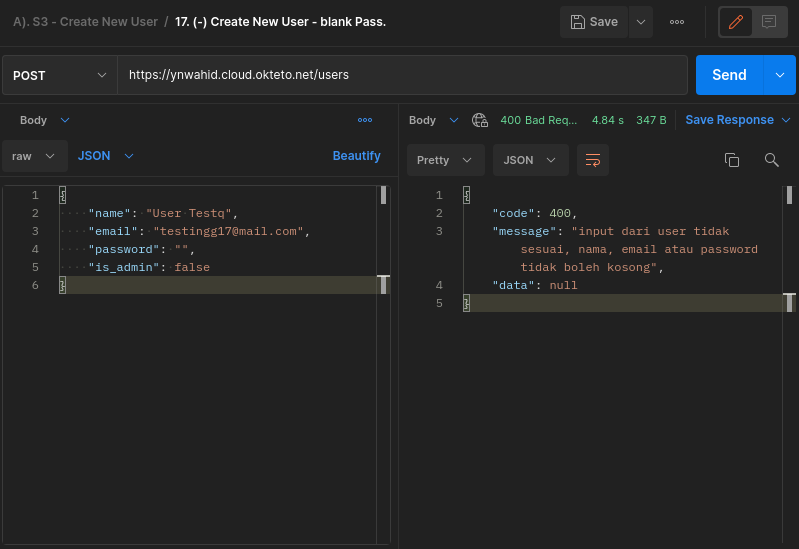 A). S3 - Create New User / 17. (-) Create New User - blank Pass.
Save
POST
https://ynwahid.cloud.okteto.net/users
Send
Body
raw
JSON
Beautify
1 {
2 "name": "User Testq",
3 "email": "testingg17@mail.com",
4 "password": "",
5 "is_admin": false
6 }
Body
400 Bad Req... 4.84 s 347 B
Save Response
Pretty
JSON
1 {
2 "code": 400,
3 "message": "input dari user tidak
sesuai, nama, email atau password
tidak boleh kosong",
4 "data": null
5 }